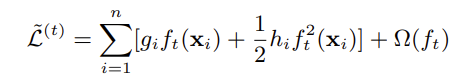 $\tilde{\mathcal{L}}^{(t)} = \sum_{i=1}^{n} [g_i f_t(\mathbf{x}_i) + \frac{1}{2} h_i f_t^2(\mathbf{x}_i)] + \Omega(f_t)$